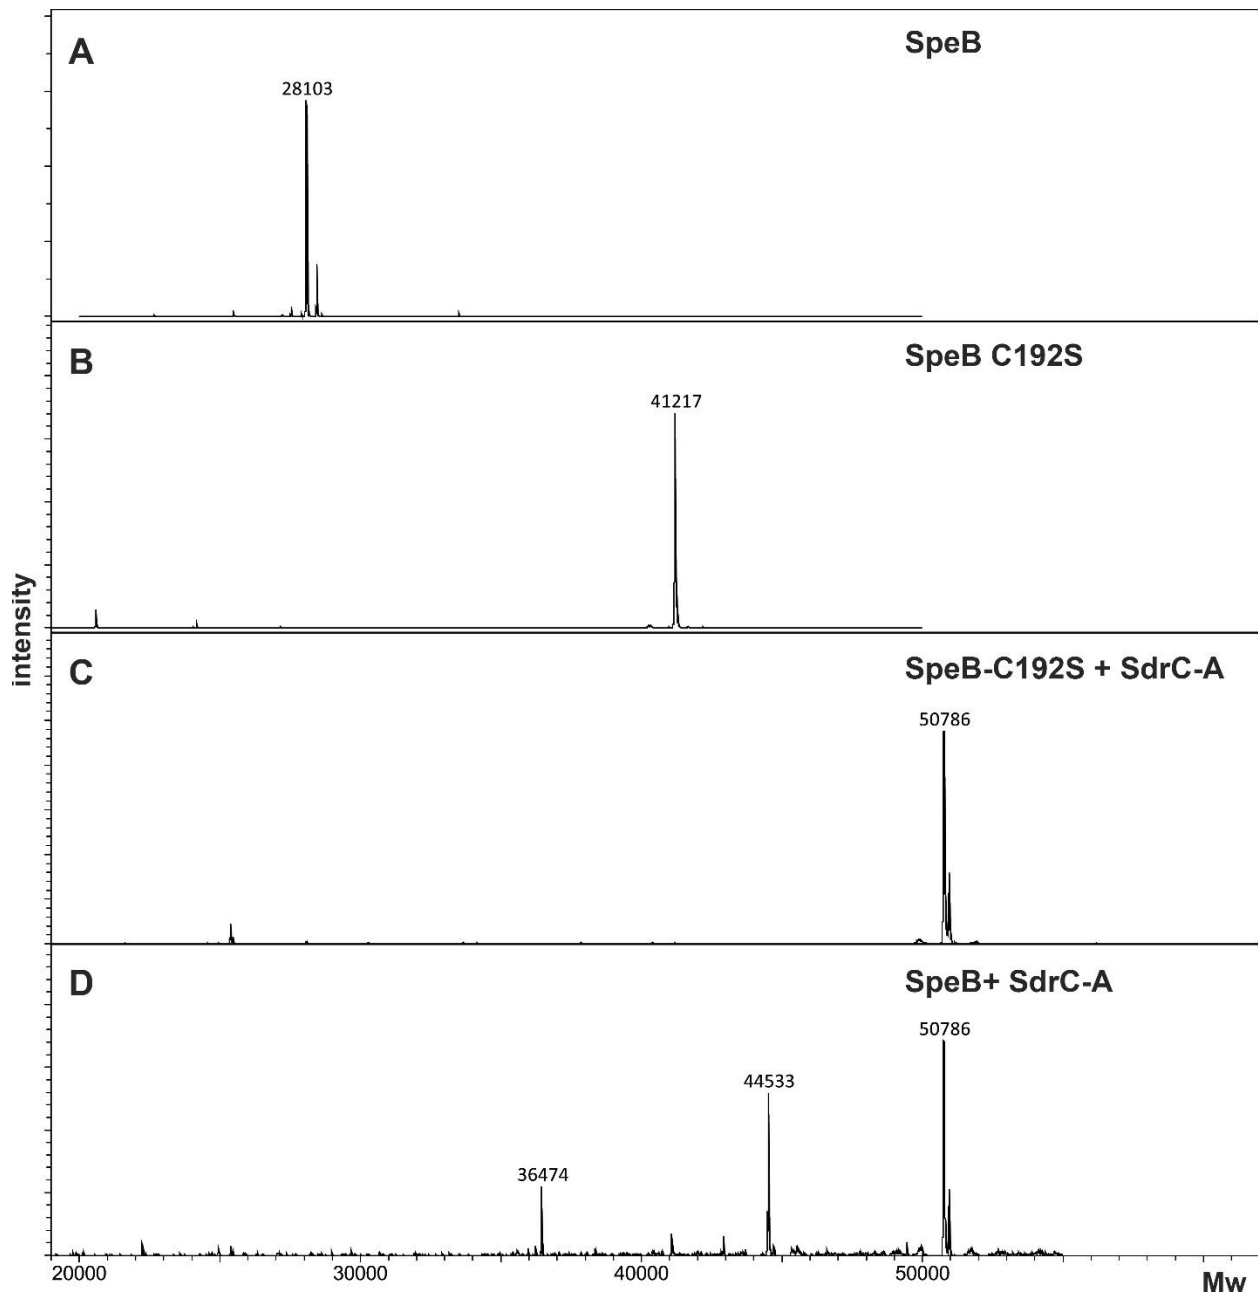 A
SpeB
28103
B
SpeB C192S
41217
C
SpeB-C192S + SdrC-A
50786
D
SpeB+ SdrC-A
50786
44533
36474
intensity
20000 30000 40000 50000
Mw